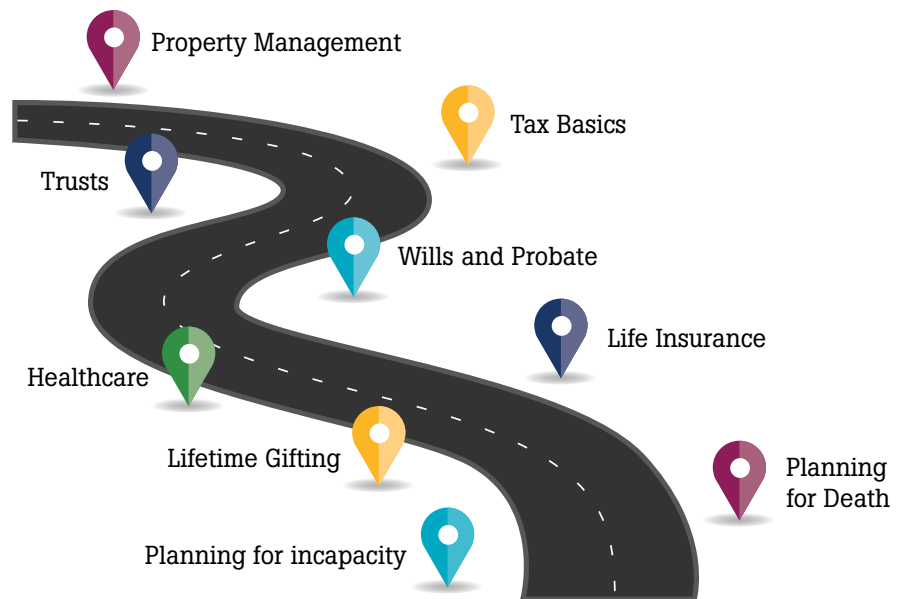 Property Management
Tax Basics
Trusts
Wills and Probate
Life Insurance
Healthcare
Lifetime Gifting
Planning
for Death
Planning for incapacity